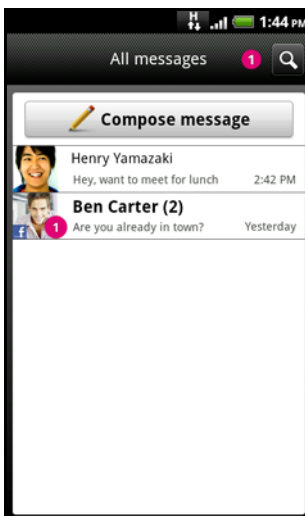 H
1:44 PM
All messages
1
Compose message
Henry Yamazaki
Hey, want to meet for lunch
2:42 PM
Ben Carter (2)
f
1
Are you already in town?
Yesterday